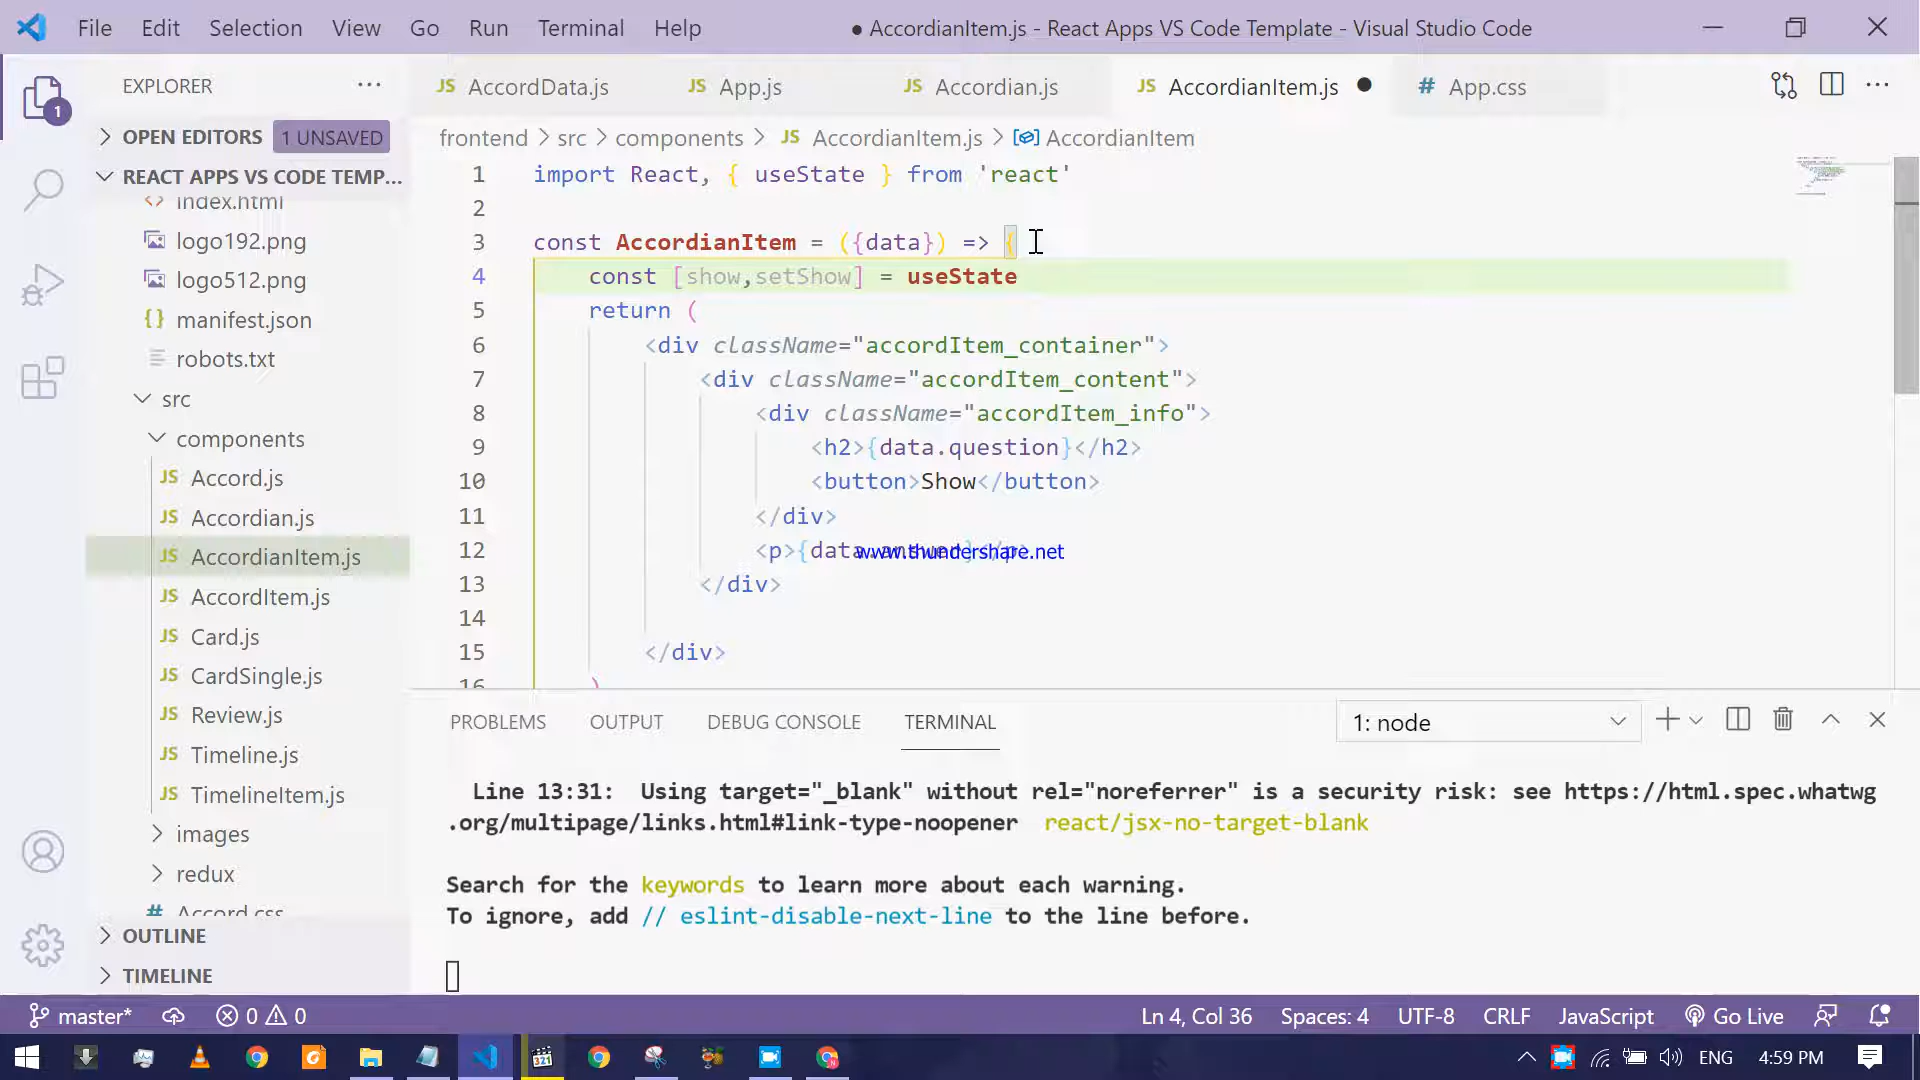 File Edit Selection View Go Run Terminal Help
● AccordianItem.js - React Apps VS Code Template - Visual Studio Code
EXPLORER ···
JS AccordData.js JS App.js JS Accordian.js JS AccordianItem.js ● # App.css
1
OPEN EDITORS 1 UNSAVED
frontend > src > components > JS AccordianItem.js > AccordianItem
REACT APPS VS CODE TEMP...
index.html
logo192.png
logo512.png
manifest.json
robots.txt
src
components
JS Accord.js
JS Accordian.js
JS AccordianItem.js
JS AccordItem.js
JS Card.js
JS CardSingle.js
JS Review.js
JS Timeline.js
JS TimelineItem.js
images
redux
# Accord.css
OUTLINE
TIMELINE
1 import React, { useState } from 'react'
2
3 const AccordianItem = ({data}) => {
4 const [show,setShow] = useState
5 return (
6 <div className="accordItem_container">
7 <div className="accordItem_content">
8 <div className="accordItem_info">
9 <h2>{data.question}</h2>
10 <button>Show</button>
11 </div>
12 <p>{data
www.thundershare.net
13 </div>
14
15 </div>
16 )
PROBLEMS OUTPUT DEBUG CONSOLE TERMINAL 1: node
Line 13:31: Using target="_blank" without rel="noreferrer" is a security risk: see https://html.spec.whatwg
.org/multipage/links.html#link-type-noopener react/jsx-no-target-blank
Search for the keywords to learn more about each warning.
To ignore, add // eslint-disable-next-line to the line before.
master* 0 0 Ln 4, Col 36 Spaces: 4 UTF-8 CRLF JavaScript Go Live
321 ENG 4:59 PM